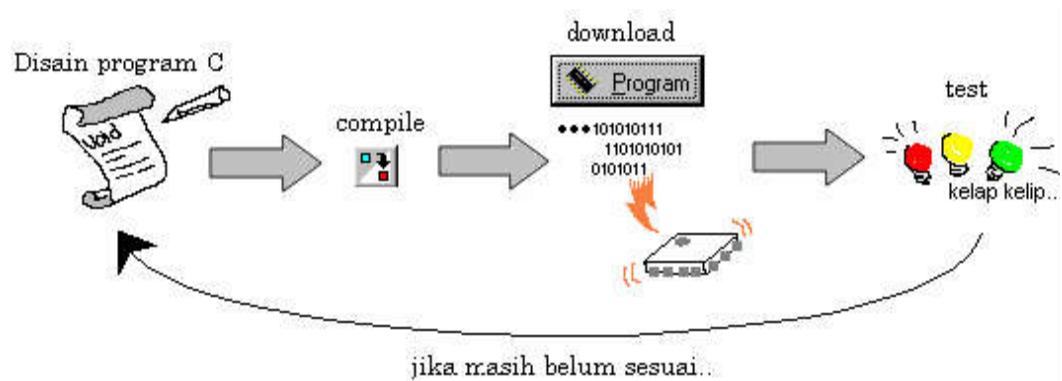 Disain program C
void
compile
download
Program
●●●101010111
1101010101
0101011
test
kelap kelip...
jika masih belum sesuai..